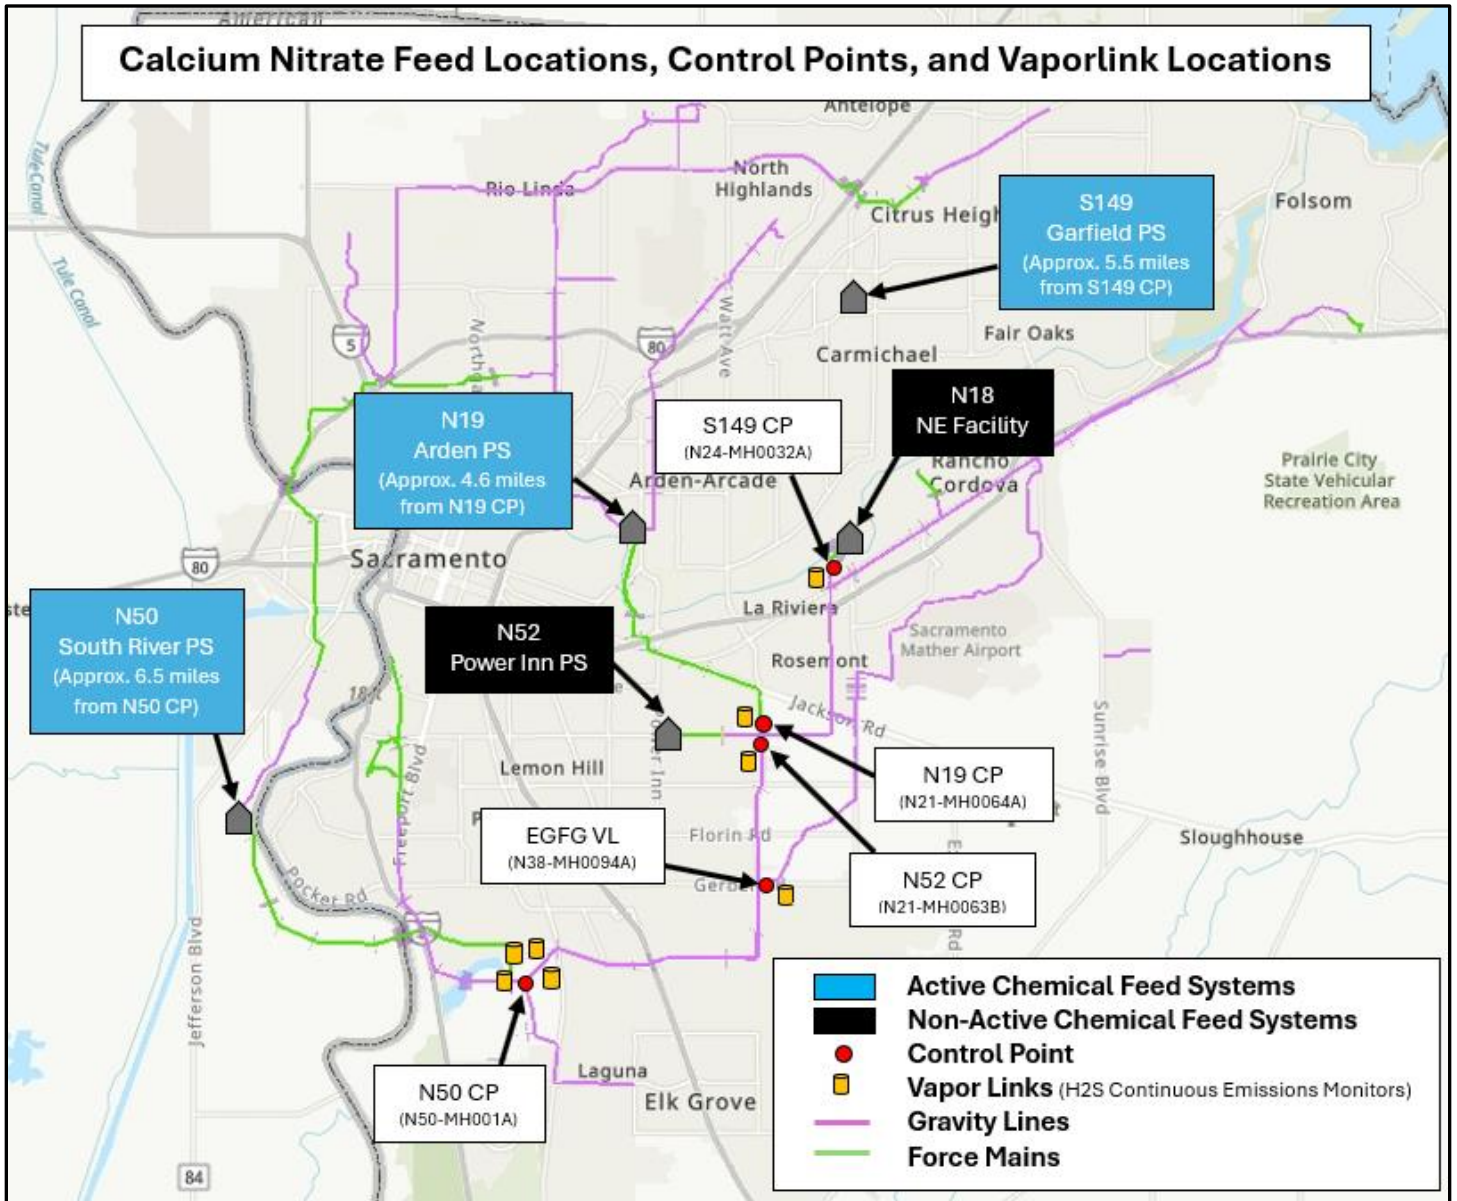 American
Calcium Nitrate Feed Locations, Control Points, and Vaporlink Locations
Antelope
Tule Canal
Rio Linda
North
Highlands
Citrus Heigh
S149
Garfield PS
(Approx. 5.5 miles
from S149 CP)
Folsom
Tule Canal
5
80
Watt Ave
Fair Oaks
Carmichael
N19
Arden PS
(Approx. 4.6 miles
from N19 CP)
S149 CP
(N24-MH0032A)
N18
NE Facility
Arden-Arcade
Rancho
Cordova
Prairie City
State Vehicular
Recreation Area
80
Sacramento
N50
South River PS
(Approx. 6.5 miles
from N50 CP)
N52
Power Inn PS
La Riviera
Sacramento
Mather Airport
Rosemont
Jackson Rd
Sunrise Blvd
Lemon Hill
Freeport Blvd
N19 CP
(N21-MH0064A)
EGFG VL
(N38-MH0094A)
Florin Rd
Sloughhouse
N52 CP
(N21-MH0063B)
Pocket Rd
Jefferson Blvd
Rd
Active Chemical Feed Systems
Non-Active Chemical Feed Systems
Control Point
Vapor Links (H2S Continuous Emissions Monitors)
Gravity Lines
Force Mains
N50 CP
(N50-MH001A)
Laguna
Elk Grove
84